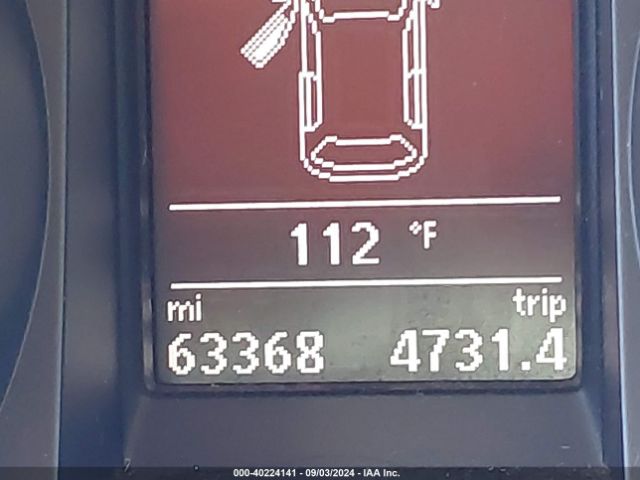 112 °F
mi trip
63368 4731.4
000-40224141 - 09/03/2024 - IAA Inc.